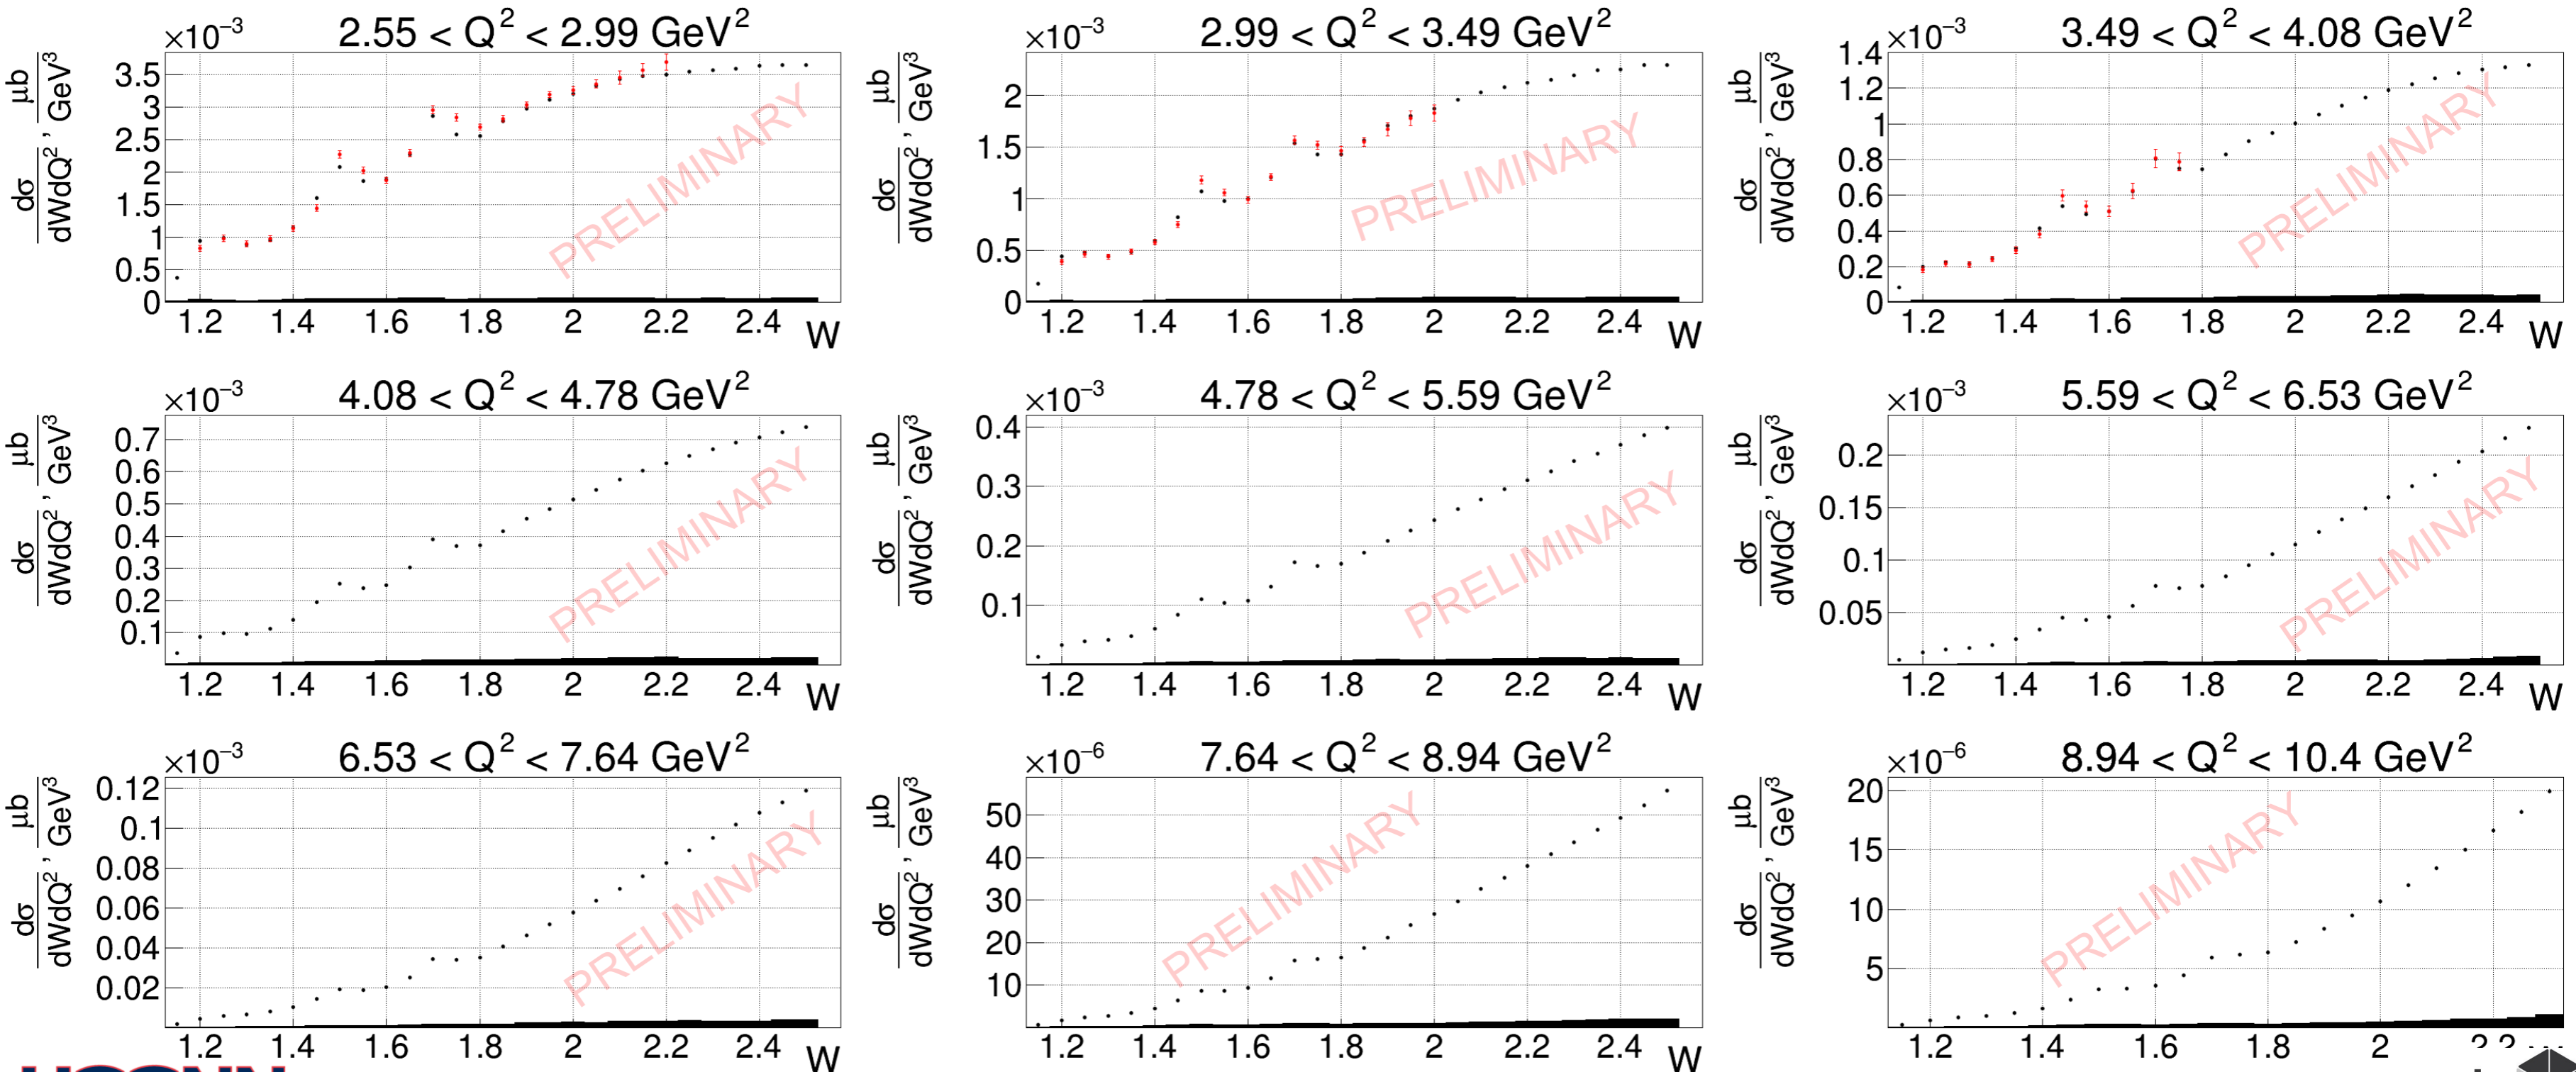 ×10⁻³ 2.55 < Q² < 2.99 GeV²
dσ/dWdQ², μb/GeV³
3.5
3
2.5
2
1.5
1
0.5
0
PRELIMINARY
1.2 1.4 1.6 1.8 2 2.2 2.4 W
×10⁻³ 2.99 < Q² < 3.49 GeV²
dσ/dWdQ², μb/GeV³
2
1.5
1
0.5
0
PRELIMINARY
1.2 1.4 1.6 1.8 2 2.2 2.4 W
×10⁻³ 3.49 < Q² < 4.08 GeV²
dσ/dWdQ², μb/GeV³
1.4
1.2
1
0.8
0.6
0.4
0.2
0
PRELIMINARY
1.2 1.4 1.6 1.8 2 2.2 2.4 W
×10⁻³ 4.08 < Q² < 4.78 GeV²
dσ/dWdQ², μb/GeV³
0.7
0.6
0.5
0.4
0.3
0.2
0.1
PRELIMINARY
1.2 1.4 1.6 1.8 2 2.2 2.4 W
×10⁻³ 4.78 < Q² < 5.59 GeV²
dσ/dWdQ², μb/GeV³
0.4
0.3
0.2
0.1
PRELIMINARY
1.2 1.4 1.6 1.8 2 2.2 2.4 W
×10⁻³ 5.59 < Q² < 6.53 GeV²
dσ/dWdQ², μb/GeV³
0.2
0.15
0.1
0.05
PRELIMINARY
1.2 1.4 1.6 1.8 2 2.2 2.4 W
×10⁻³ 6.53 < Q² < 7.64 GeV²
dσ/dWdQ², μb/GeV³
0.12
0.1
0.08
0.06
0.04
0.02
PRELIMINARY
1.2 1.4 1.6 1.8 2 2.2 2.4 W
×10⁻⁶ 7.64 < Q² < 8.94 GeV²
dσ/dWdQ², μb/GeV³
50
40
30
20
10
PRELIMINARY
1.2 1.4 1.6 1.8 2 2.2 2.4 W
×10⁻⁶ 8.94 < Q² < 10.4 GeV²
dσ/dWdQ², μb/GeV³
20
15
10
5
PRELIMINARY
1.2 1.4 1.6 1.8 2